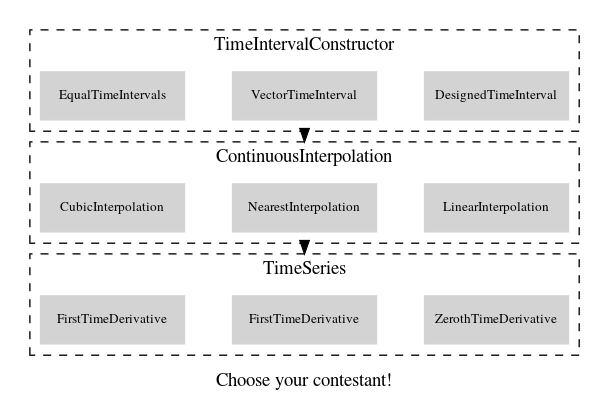 TimeIntervalConstructor
EqualTimeIntervals VectorTimeInterval DesignedTimeInterval
ContinuousInterpolation
CubicInterpolation NearestInterpolation LinearInterpolation
TimeSeries
FirstTimeDerivative FirstTimeDerivative ZerothTimeDerivative
Choose your contestant!